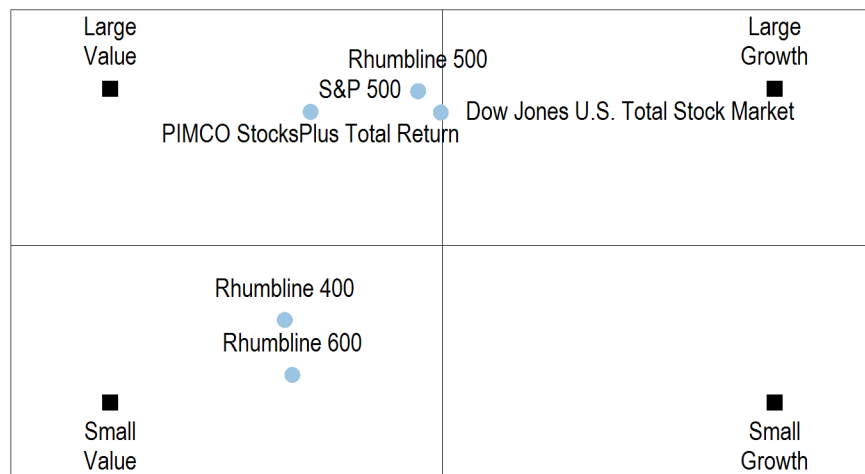 Large
Value
Large
Growth
Rhumbline 500
S&P 500
Dow Jones U.S. Total Stock Market
PIMCO StocksPlus Total Return
Rhumbline 400
Rhumbline 600
Small
Value
Small
Growth